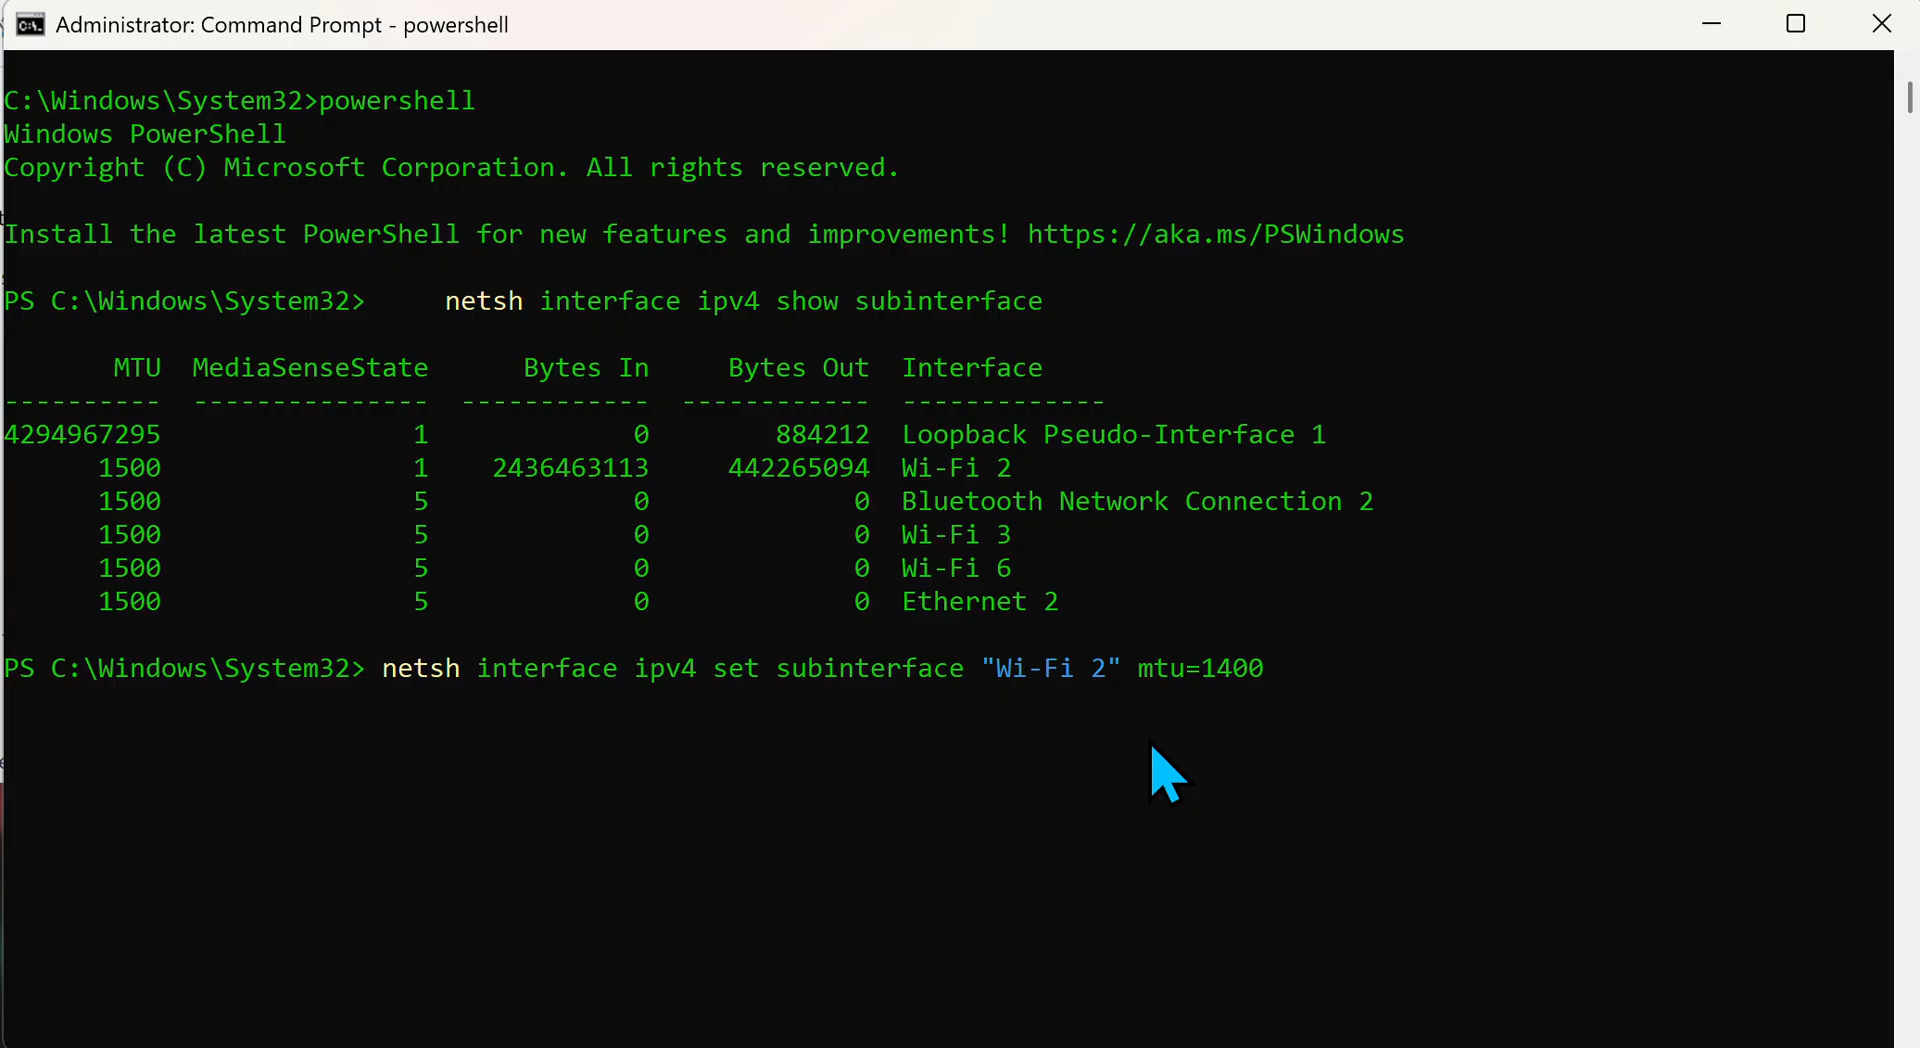 Administrator: Command Prompt - powershell
C:\Windows\System32>powershell
Windows PowerShell
Copyright (C) Microsoft Corporation. All rights reserved.
Install the latest PowerShell for new features and improvements! https://aka.ms/PSWindows
PS C:\Windows\System32>     netsh interface ipv4 show subinterface
       MTU  MediaSenseState      Bytes In     Bytes Out  Interface
----------  ---------------  ------------  ------------  -------------
4294967295                1             0        884212  Loopback Pseudo-Interface 1
      1500                1    2436463113     442265094  Wi-Fi 2
      1500                5             0             0  Bluetooth Network Connection 2
      1500                5             0             0  Wi-Fi 3
      1500                5             0             0  Wi-Fi 6
      1500                5             0             0  Ethernet 2
PS C:\Windows\System32> netsh interface ipv4 set subinterface "Wi-Fi 2" mtu=1400